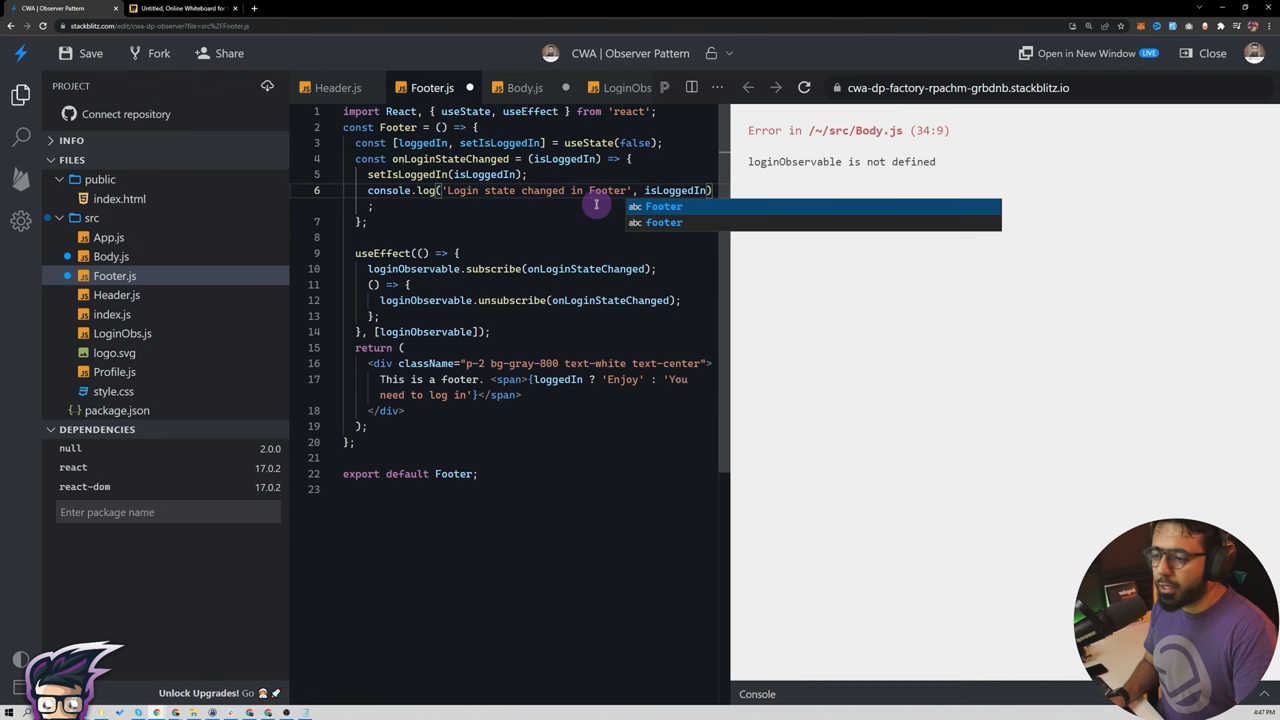 CWA | Observer Pattern
Untitled, Online Whiteboard for
stackblitz.com/edit/cwa-dp-observer?file=src%2FFooter.js
Save
Fork
Share
CWA | Observer Pattern
Open in New Window
LIVE
Close
PROJECT
Connect repository
INFO
FILES
public
index.html
src
App.js
Body.js
Footer.js
Header.js
index.js
LoginObs.js
logo.svg
Profile.js
style.css
package.json
DEPENDENCIES
null 2.0.0
react 17.0.2
react-dom 17.0.2
Enter package name
Unlock Upgrades! Go
Header.js
Footer.js
Body.js
LoginObs
1 import React, { useState, useEffect } from 'react';
2 const Footer = () => {
3 const [loggedIn, setIsLoggedIn] = useState(false);
4 const onLoginStateChanged = (isLoggedIn) => {
5 setIsLoggedIn(isLoggedIn);
6 console.log('Login state changed in Footer', isLoggedIn)
;
7 };
8
9 useEffect(() => {
10 loginObservable.subscribe(onLoginStateChanged);
11 () => {
12 loginObservable.unsubscribe(onLoginStateChanged);
13 };
14 }, [loginObservable]);
15 return (
16 <div className="p-2 bg-gray-800 text-white text-center">
17 This is a footer. <span>{loggedIn ? 'Enjoy' : 'You
need to log in'}</span>
18 </div>
19 );
20 };
21
22 export default Footer;
23
abc Footer
abc footer
cwa-dp-factory-rpachm-grbdnb.stackblitz.io
Error in /~/src/Body.js (34:9)
loginObservable is not defined
Console
4:47 PM